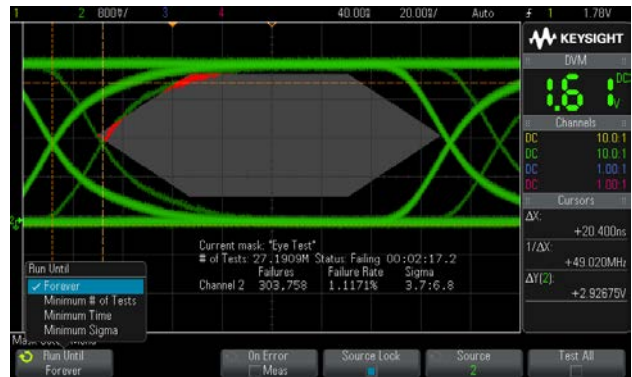 1 2 800▽/ 3 4 40.00s 20.00s/ Auto 1 1.78V
KEYSIGHT
DVM
1.61 DC V
Channels
DC 10.0:1
DC 10.0:1
DC 1.00:1
DC 1.00:1
Cursors
ΔX:
+20.400ns
1/ΔX:
+49.020MHz
ΔY(2):
+2.92675V
Current mask: "Eye Test"
# of Tests: 27.1909M Status: Failing 00:02:17.2
Failures Failure Rate Sigma
Channel 2 303,758 1.1171% 3.7:6.8
Run Until
Forever
Minimum # of Tests
Minimum Time
Minimum Sigma
Run Until
Forever
On Error
Meas
Source Lock
Source
2
Test All